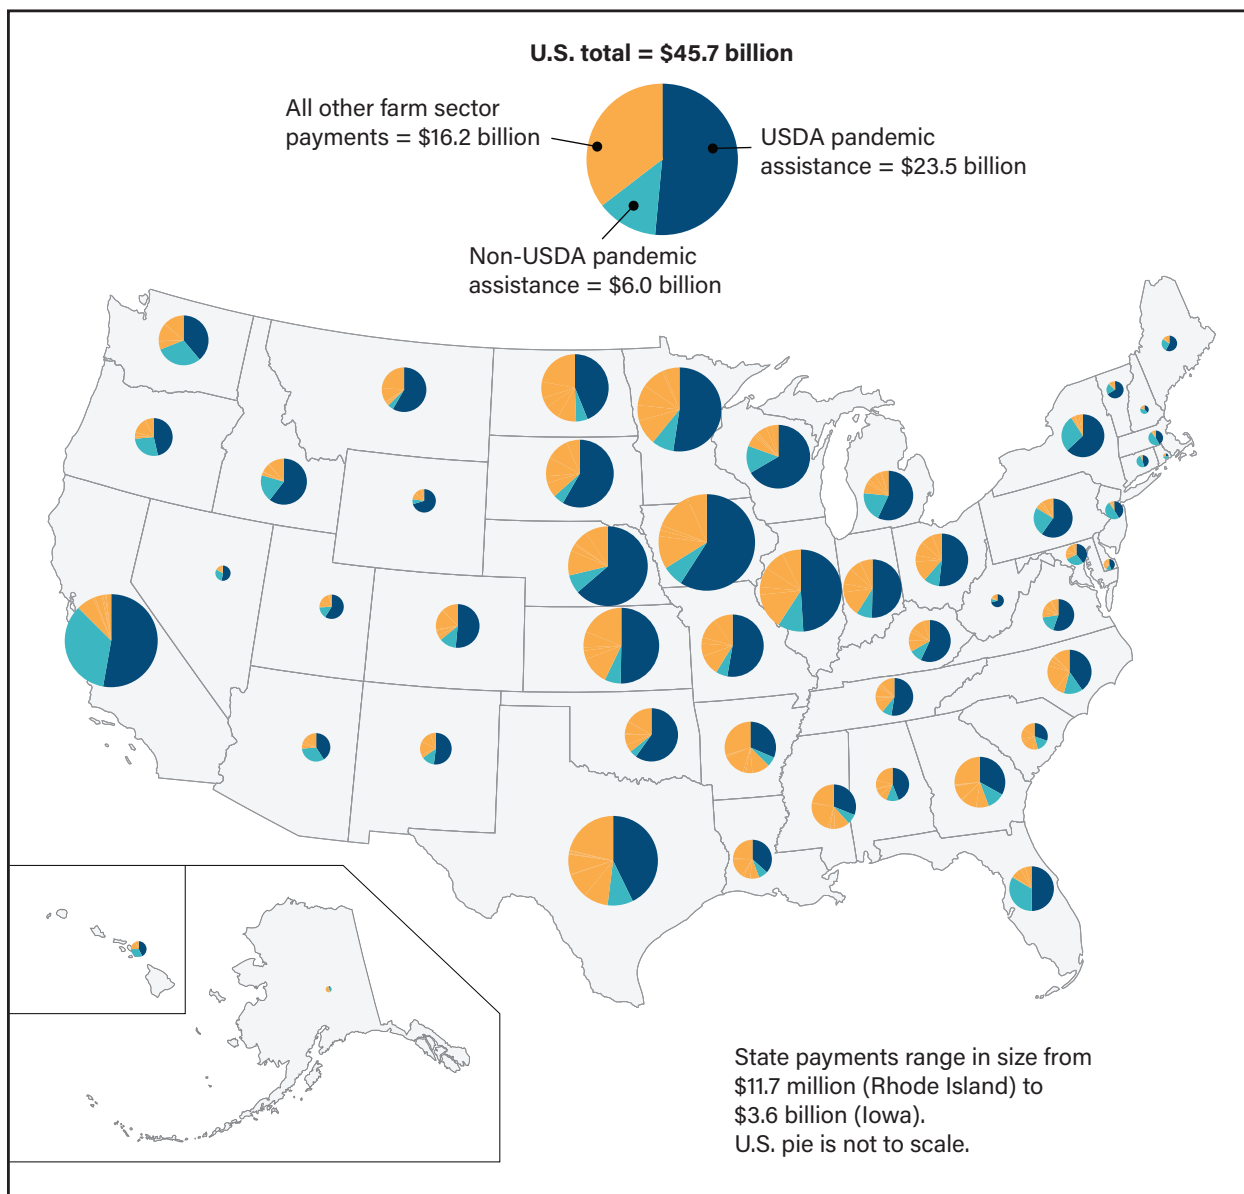 U.S. total = $45.7 billion
All other farm sector
payments = $16.2 billion
USDA pandemic
assistance = $23.5 billion
Non-USDA pandemic
assistance = $6.0 billion
State payments range in size from
$11.7 million (Rhode Island) to
$3.6 billion (Iowa).
U.S. pie is not to scale.